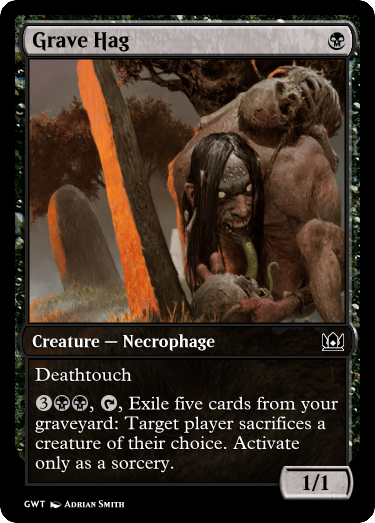 Grave Hag
Creature — Necrophage
Deathtouch
3, Exile five cards from your
graveyard: Target player sacrifices a
creature of their choice. Activate
only as a sorcery.
1/1
GWT Adrian Smith